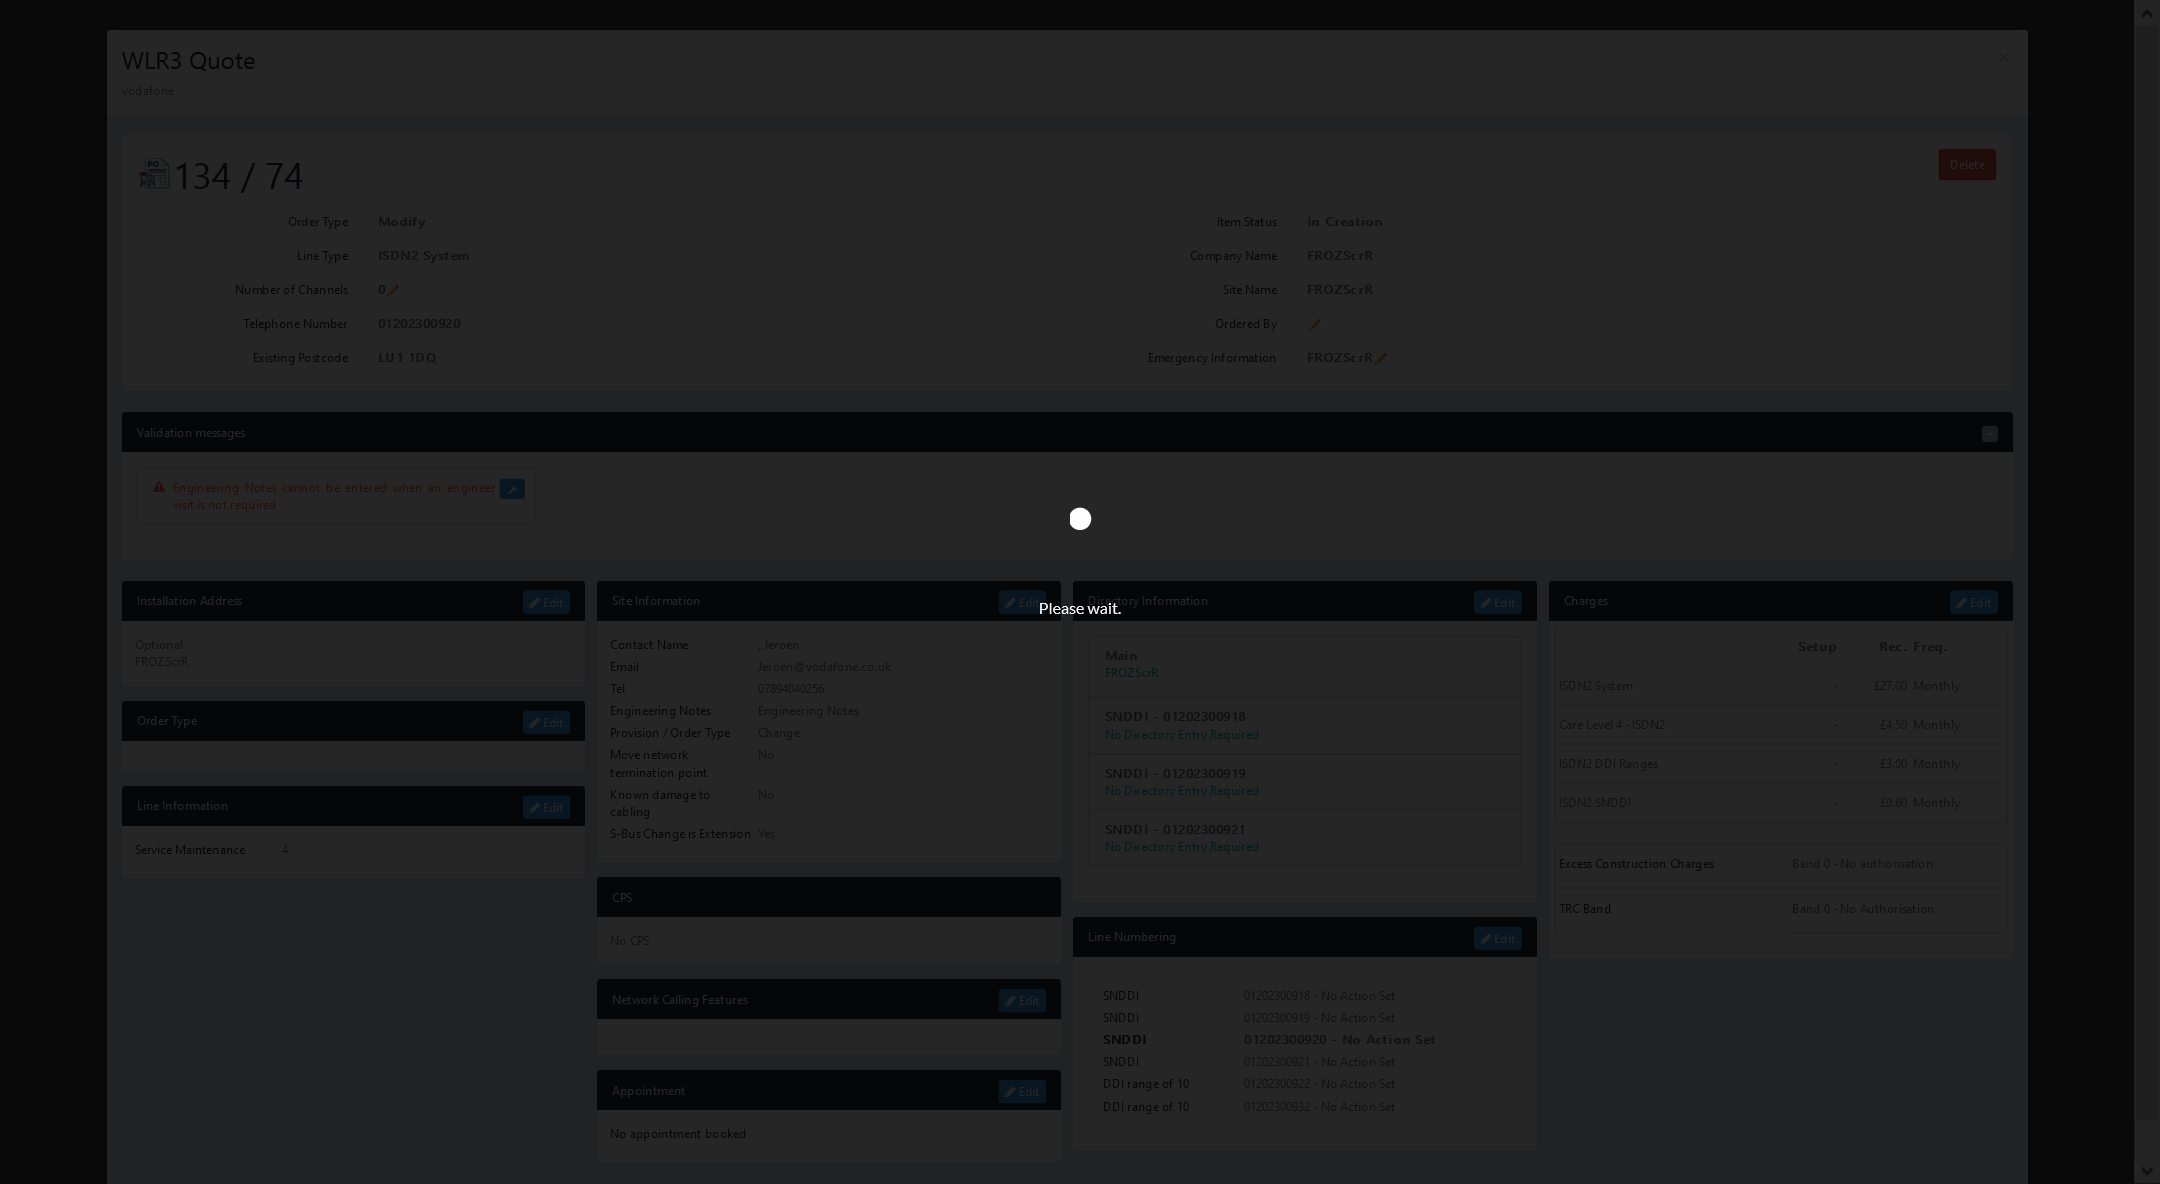 WLR3 Quote
vodafone
134 / 74
Delete
Order Type Modify
Line Type ISDN2 System
Number of Channels 0
Telephone Number 01202300920
Existing Postcode LU1 1DQ
Item Status In Creation
Company Name FROZScrR
Site Name FROZScrR
Ordered By
Emergency Information FROZScrR
Validation messages
Engineering Notes cannot be entered when an engineer
visit is not required
Please wait.
Installation Address Edit
Optional
FROZScrR
Order Type Edit
Line Information Edit
Service Maintenance 4
Site Information Edit
Contact Name , Jeroen
Email Jeroen@vodafone.co.uk
Tel 07894040256
Engineering Notes Engineering Notes
Provision / Order Type Change
Move network No
termination point
Known damage to No
cabling
S-Bus Change is Extension Yes
CPS
No CPS
Network Calling Features Edit
Appointment Edit
No appointment booked
Directory Information Edit
Main
FROZScrR
SNDDI - 01202300918
No Directory Entry Required
SNDDI - 01202300919
No Directory Entry Required
SNDDI - 01202300921
No Directory Entry Required
Line Numbering Edit
SNDDI 01202300918 - No Action Set
SNDDI 01202300919 - No Action Set
SNDDI 01202300920 - No Action Set
SNDDI 01202300921 - No Action Set
DDI range of 10 01202300922 - No Action Set
DDI range of 10 01202300932 - No Action Set
Charges Edit
Setup Rec. Freq.
ISDN2 System - £27.00 Monthly
Care Level 4 - ISDN2 - £4.50 Monthly
ISDN2 DDI Ranges - £3.00 Monthly
ISDN2 SNDDI - £0.60 Monthly
Excess Construction Charges Band 0 - No authorisation
TRC Band Band 0 - No Authorisation